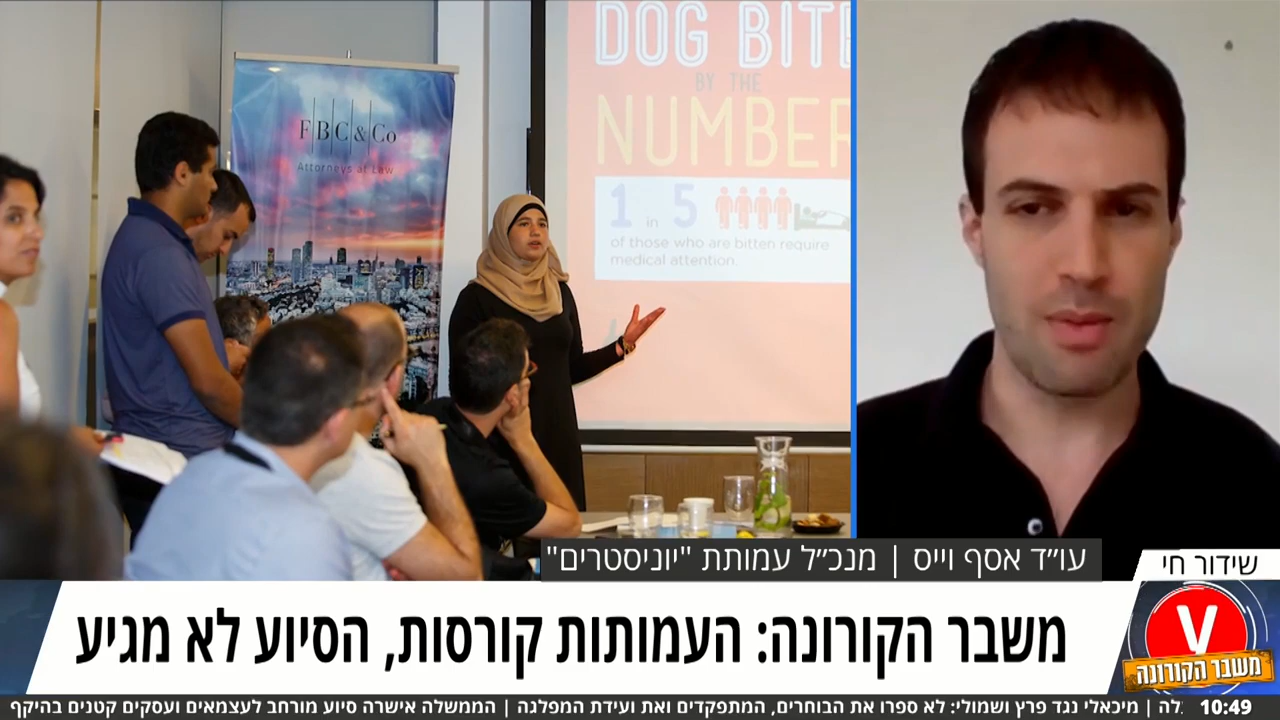 FBC&Co
Attorneys at Law
DOG BITE
BY THE
NUMBER
1 in 5
of those who are bitten require
medical attention.
עו״ד אסף וייס | מנכ״ל עמותת "יוניסטרים"
שידור חי
משבר הקורונה: העמותות קורסות, הסיוע לא מגיע
V
משבר הקורונה
10:49 לה | מיכאלי נגד פרץ ושמולי: לא ספרו את הבוחרים, המתפקדים ואת ועידת המפלגה | הממשלה אישרה סיוע מורחב לעצמאים ועסקים קטנים בהיקף